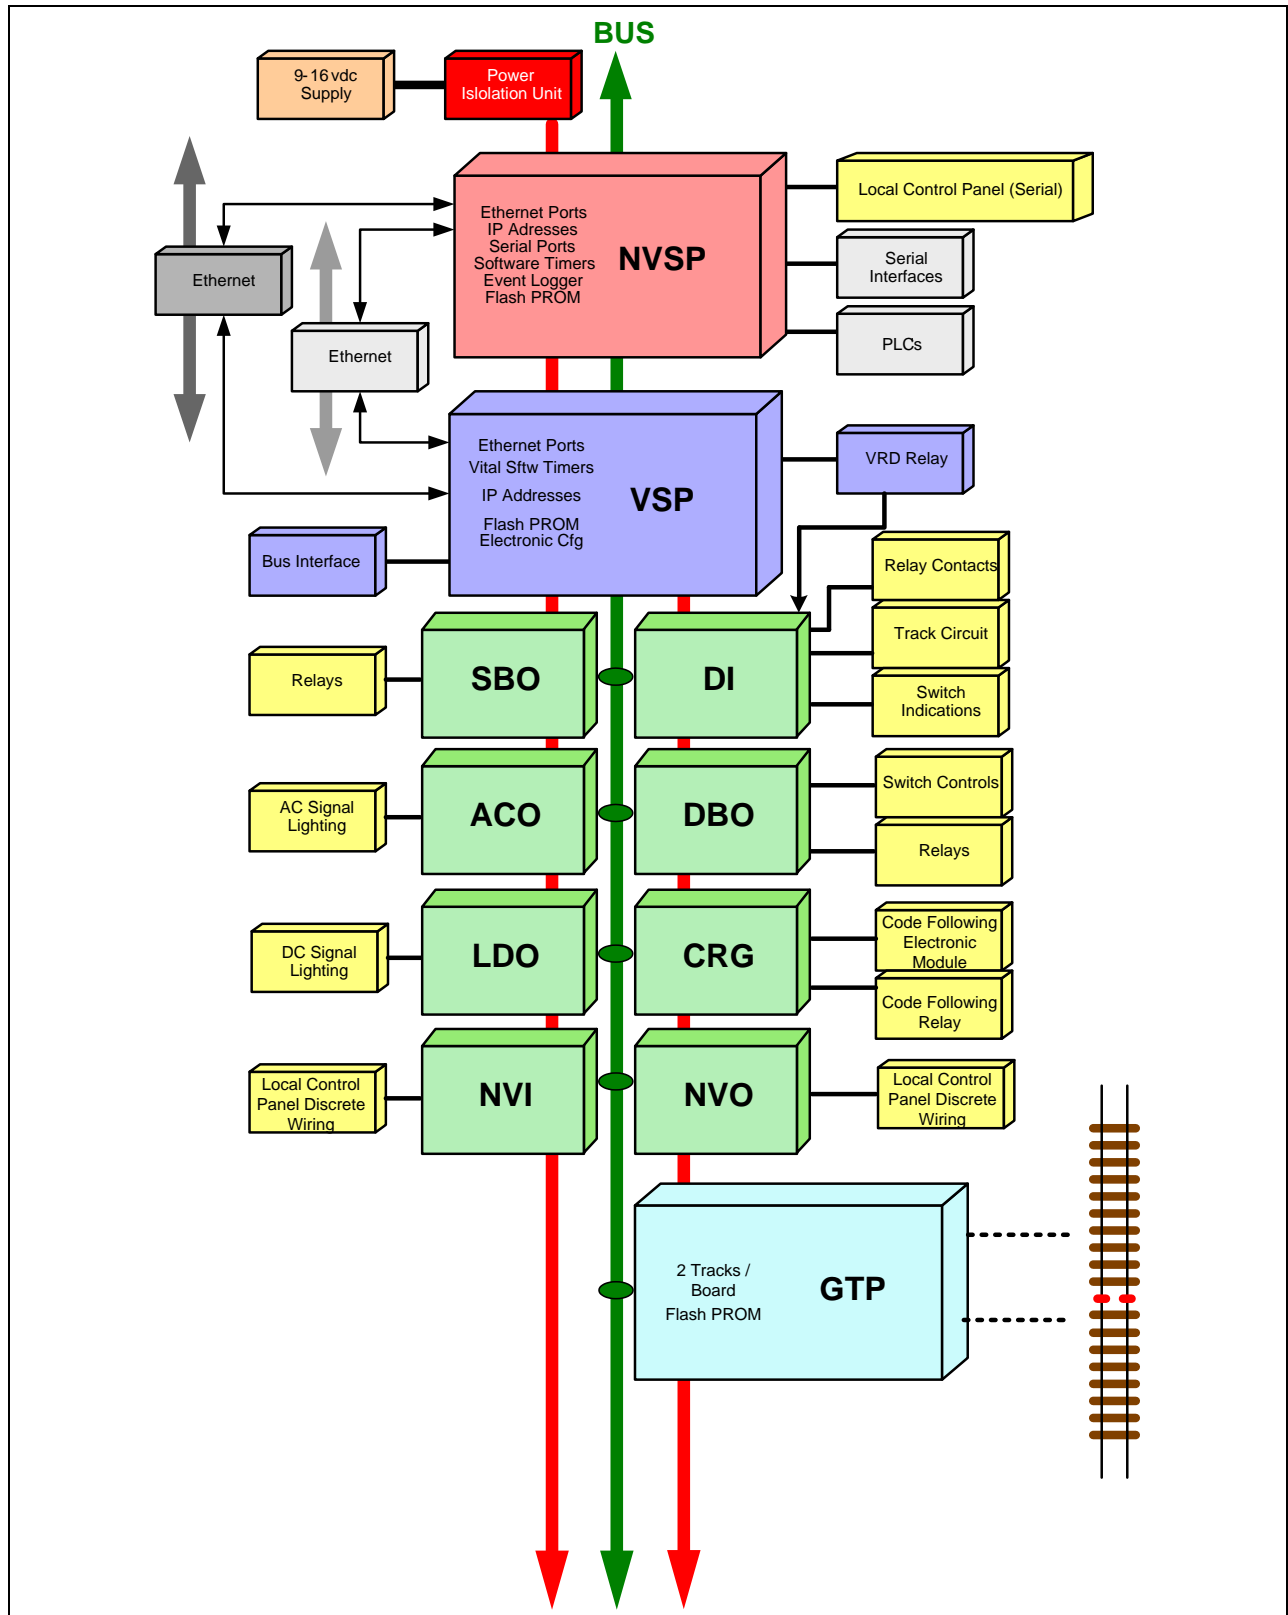 BUS
9-16vdc
Supply
Power
Islolation Unit
Ethernet Ports
IP Adresses
Serial Ports
Software Timers
Event Logger
Flash PROM
NVSP
Local Control Panel (Serial)
Serial
Interfaces
PLCs
Ethernet
Ethernet
Ethernet Ports
Vital Sftw Timers
IP Addresses
Flash PROM
Electronic Cfg
VSP
VRD Relay
Bus Interface
Relay Contacts
Track Circuit
Switch
Indications
Relays
SBO
DI
AC Signal
Lighting
ACO
DBO
Switch Controls
Relays
DC Signal
Lighting
LDO
CRG
Code Following
Electronic
Module
Code Following
Relay
Local Control
Panel Discrete
Wiring
NVI
NVO
Local Control
Panel Discrete
Wiring
2 Tracks /
Board
Flash PROM
GTP